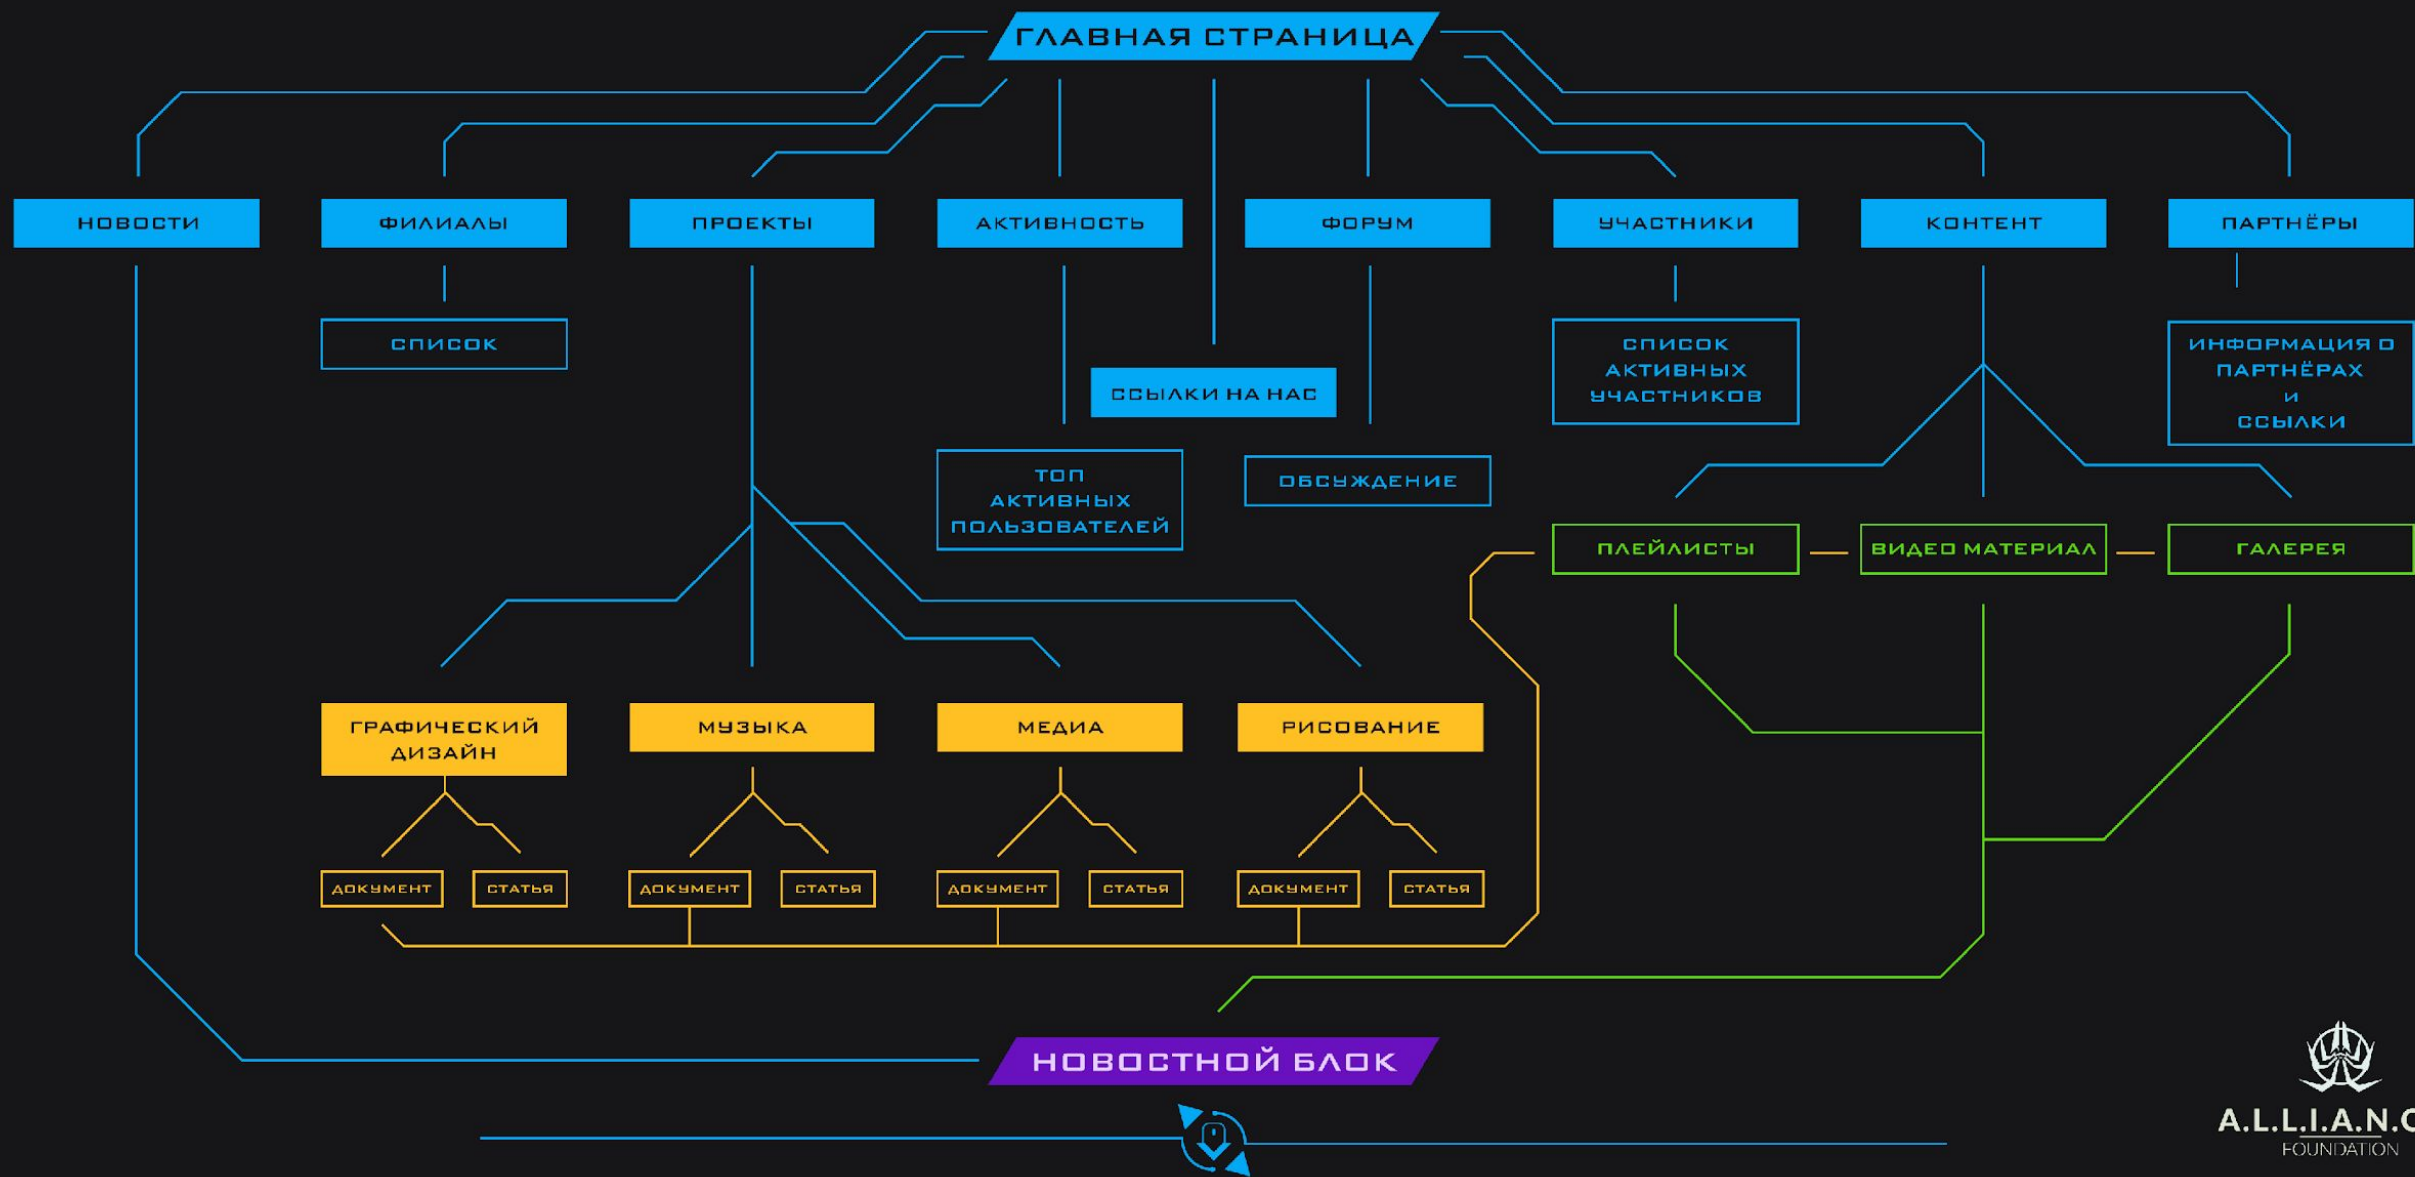 ГЛАВНАЯ СТРАНИЦА
НОВОСТИ
ФИЛИАЛЫ
ПРОЕКТЫ
АКТИВНОСТЬ
ФОРУМ
УЧАСТНИКИ
КОНТЕНТ
ПАРТНЁРЫ
СПИСОК
ССЫЛКИ НА НАС
СПИСОК
АКТИВНЫХ
УЧАСТНИКОВ
ИНФОРМАЦИЯ О
ПАРТНЁРАХ
И
ССЫЛКИ
ТОП
АКТИВНЫХ
ПОЛЬЗОВАТЕЛЕЙ
ОБСУЖДЕНИЕ
ПЛЕЙЛИСТЫ
ВИДЕО МАТЕРИАЛ
ГАЛЕРЕЯ
ГРАФИЧЕСКИЙ
ДИЗАЙН
МУЗЫКА
МЕДИА
РИСОВАНИЕ
ДОКУМЕНТ
СТАТЬЯ
ДОКУМЕНТ
СТАТЬЯ
ДОКУМЕНТ
СТАТЬЯ
ДОКУМЕНТ
СТАТЬЯ
НОВОСТНОЙ БЛОК
A.L.L.I.A.N.C
FOUNDATION